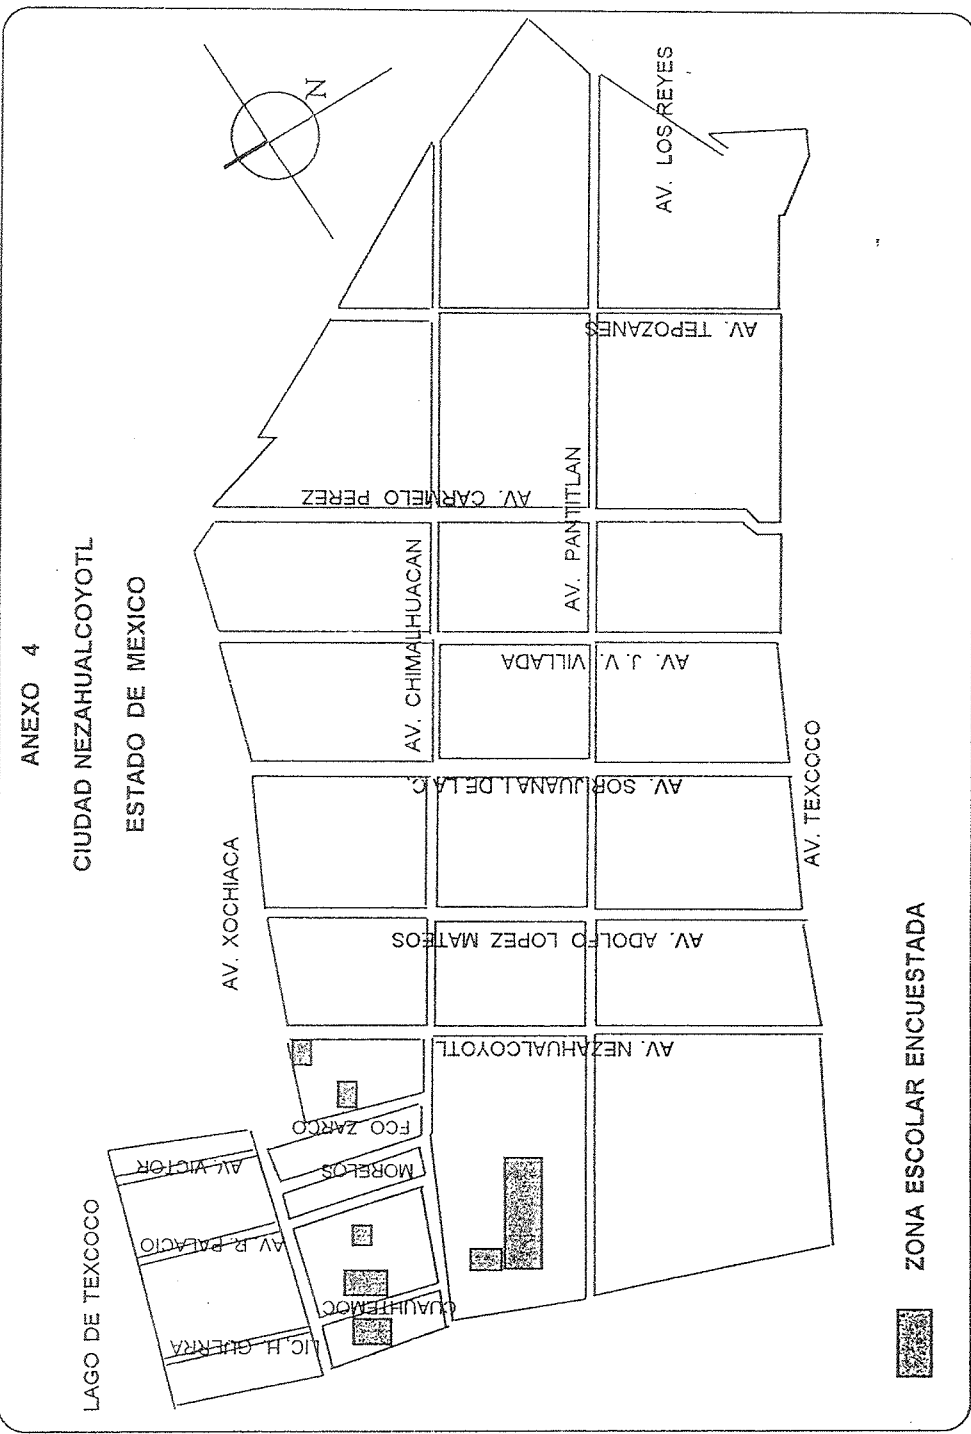 ANEXO 4
CIUDAD NEZAHUALCOYOTL
ESTADO DE MEXICO
N
LAGO DE TEXCOCO
AV. XOCHIACA
AV. CHIMALHUACAN
AV. PANTITLAN
AV. LOS REYES
AV. TEXCOCO
LIC. H. GUERRA
AV. R. PALACIO
AV. VICTOR
CUAUHTEMOC
MORELOS
FCO ZARCO
AV. NEZAHUALCOYOTL
AV. ADOLFO LOPEZ MATEOS
AV. SOR JUANA I. DE LA C.
AV. J. V. VILLADA
AV. CARMELO PEREZ
AV. TEPOZANES
ZONA ESCOLAR ENCUESTADA